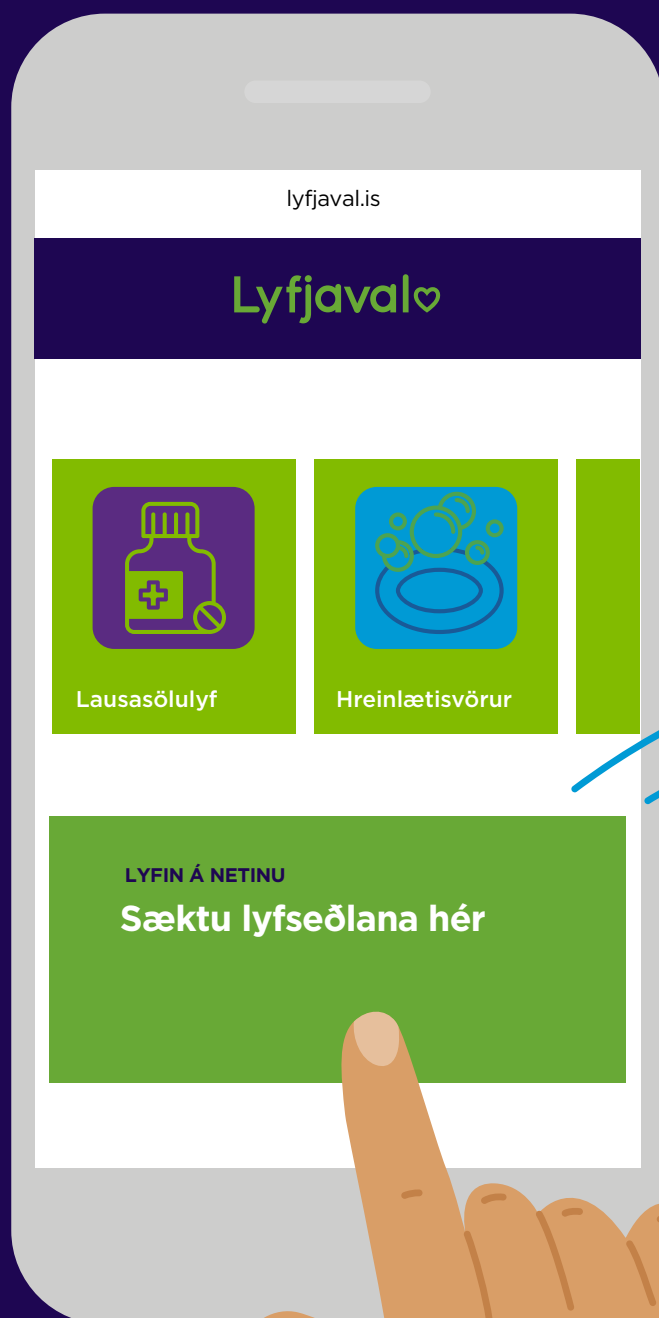 lyfjaval.is
Lyfjaval
Lausasölulyf
Hreinlætisvörur
LYFIN Á NETINU
Sæktu lyfseðlana hér